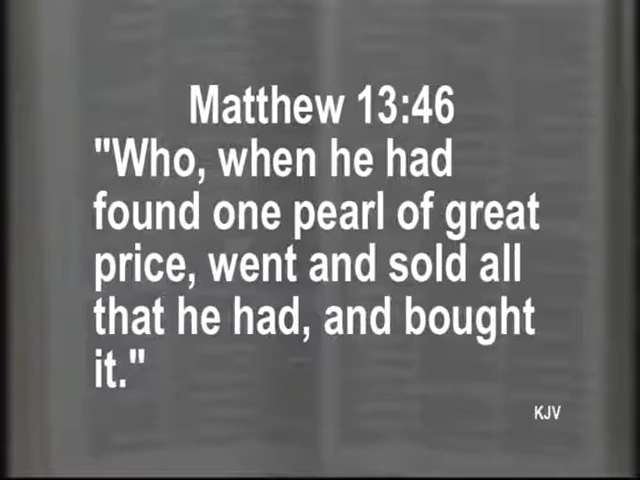 Matthew 13:46
"Who, when he had
found one pearl of great
price, went and sold all
that he had, and bought
it."
KJV